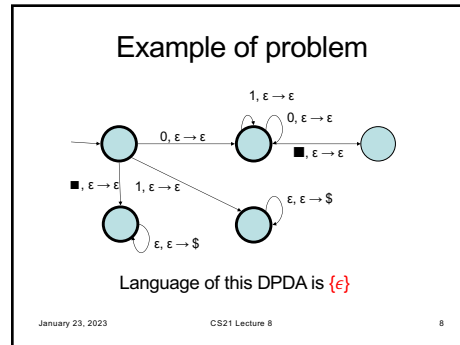 Example of problem
1, ε → ε
0, ε → ε
0, ε → ε
■, ε → ε
■, ε → ε
1, ε → ε
ε, ε → $
ε, ε → $
Language of this DPDA is {ϵ}
January 23, 2023 CS21 Lecture 8 8